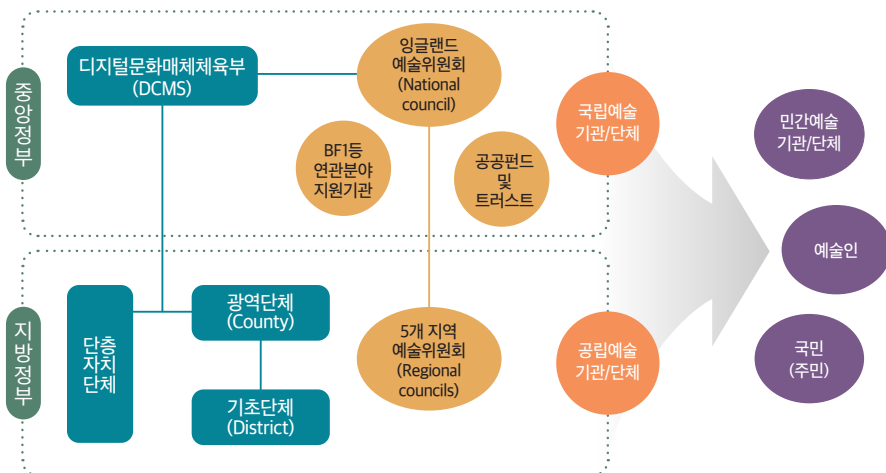 중앙정부
디지털문화매체체육부
(DCMS)
잉글랜드
예술위원회
(National
council)
BF1등
연관분야
지원기관
공공펀드
및
트러스트
국립예술
기관/단체
민간예술
기관/단체
예술인
국민
(주민)
지방정부
단층
자치
단체
광역단체
(County)
기초단체
(District)
5개 지역
예술위원회
(Regional
councils)
공립예술
기관/단체